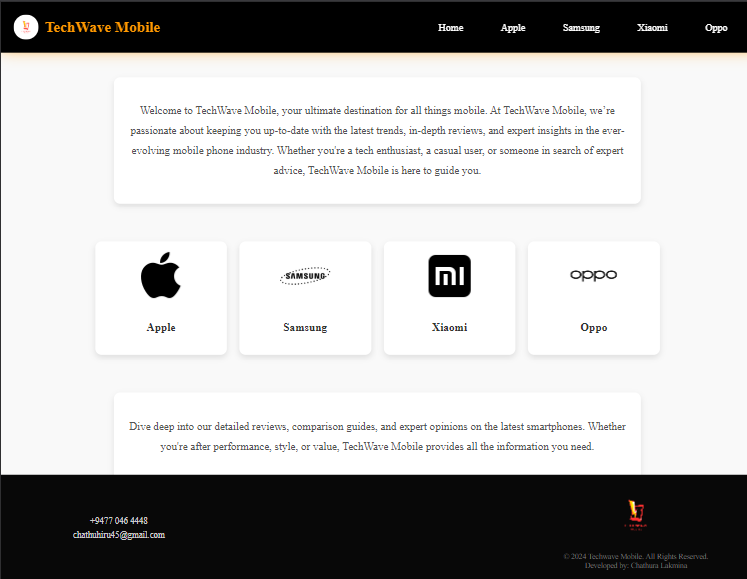 TechWave Mobile
Home Apple Samsung Xiaomi Oppo
Welcome to TechWave Mobile, your ultimate destination for all things mobile. At TechWave Mobile, we’re
passionate about keeping you up-to-date with the latest trends, in-depth reviews, and expert insights in the ever-
evolving mobile phone industry. Whether you're a tech enthusiast, a casual user, or someone in search of expert
advice, TechWave Mobile is here to guide you.
SAMSUNG
oppo
Apple
Samsung
Xiaomi
Oppo
Dive deep into our detailed reviews, comparison guides, and expert opinions on the latest smartphones. Whether
you're after performance, style, or value, TechWave Mobile provides all the information you need.
+9477 046 4448
chathuhiru45@gmail.com
© 2024 Techwave Mobile. All Rights Reserved.
Developed by: Chathura Lakmina